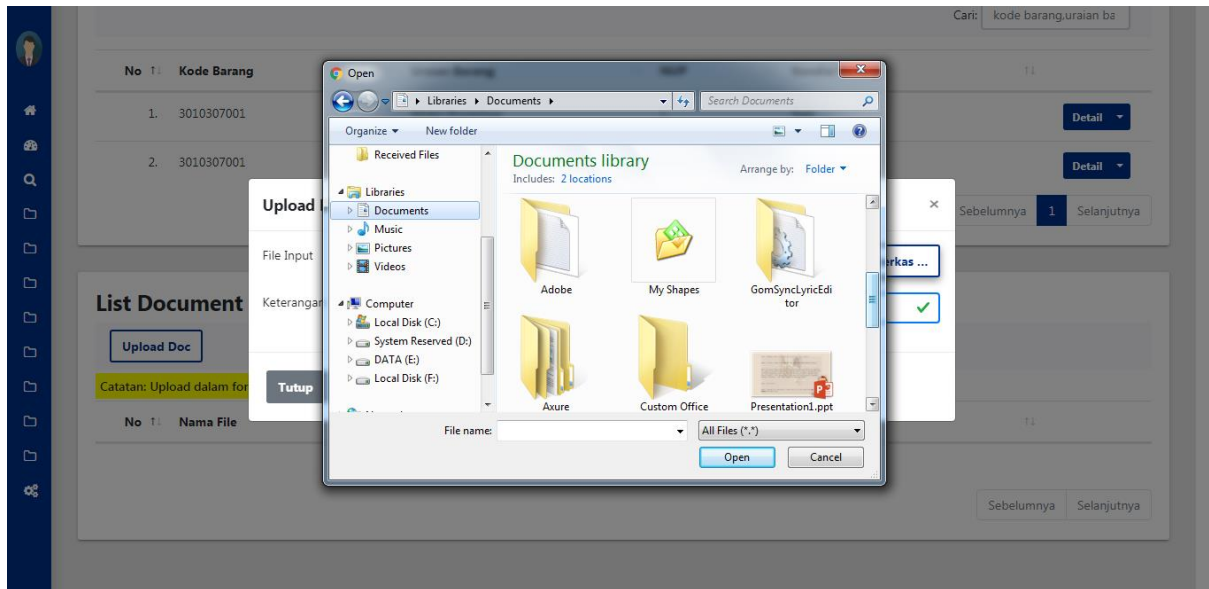 Cari: kode barang,uraian ba
No Kode Barang
1. 3010307001 Detail
2. 3010307001 Detail
Sebelumnya 1 Selanjutnya
Upload
File Input
erkas ...
Keterangan
Tutup
List Document
Upload Doc
Catatan: Upload dalam for
No Nama File
Sebelumnya Selanjutnya
Open
Libraries Documents
Search Documents
Organize New folder
Received Files
Libraries
Documents
Music
Pictures
Videos
Computer
Local Disk (C:)
System Reserved (D:)
DATA (E:)
Local Disk (F:)
Documents library
Includes: 2 locations
Arrange by: Folder
Adobe My Shapes GomSyncLyricEdi
tor
Axure Custom Office Presentation1.ppt
File name: All Files (*.*)
Open Cancel